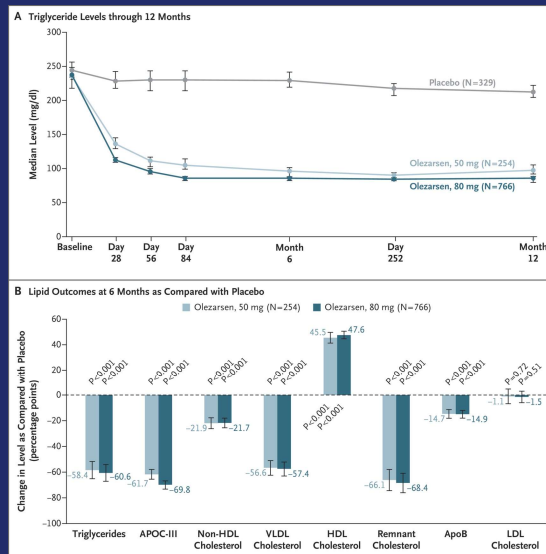 A Triglyceride Levels through 12 Months
300
250
200
150
100
50
0
Median Level (mg/dl)
Placebo (N=329)
Olezarsen, 50 mg (N=254)
Olezarsen, 80 mg (N=766)
Baseline
Day 28
Day 56
Day 84
Month 6
Day 252
Month 12
B Lipid Outcomes at 6 Months as Compared with Placebo
Olezarsen, 50 mg (N=254)
Olezarsen, 80 mg (N=766)
60
40
20
0
−20
−40
−60
−80
−100
Change in Level as Compared with Placebo
(percentage points)
P<0.001
P<0.001
−58.4
−60.6
P<0.001
P<0.001
−61.7
−69.8
P<0.001
P<0.001
−21.9
−21.7
P<0.001
P<0.001
−56.6
−57.4
45.5
47.6
P<0.001
P<0.001
P<0.001
P<0.001
−66.1
−68.4
P<0.001
P<0.001
−14.7
−14.9
P=0.72
P=0.51
−1.1
−1.5
Triglycerides
APOC-III
Non-HDL
Cholesterol
VLDL
Cholesterol
HDL
Cholesterol
Remnant
Cholesterol
ApoB
LDL
Cholesterol